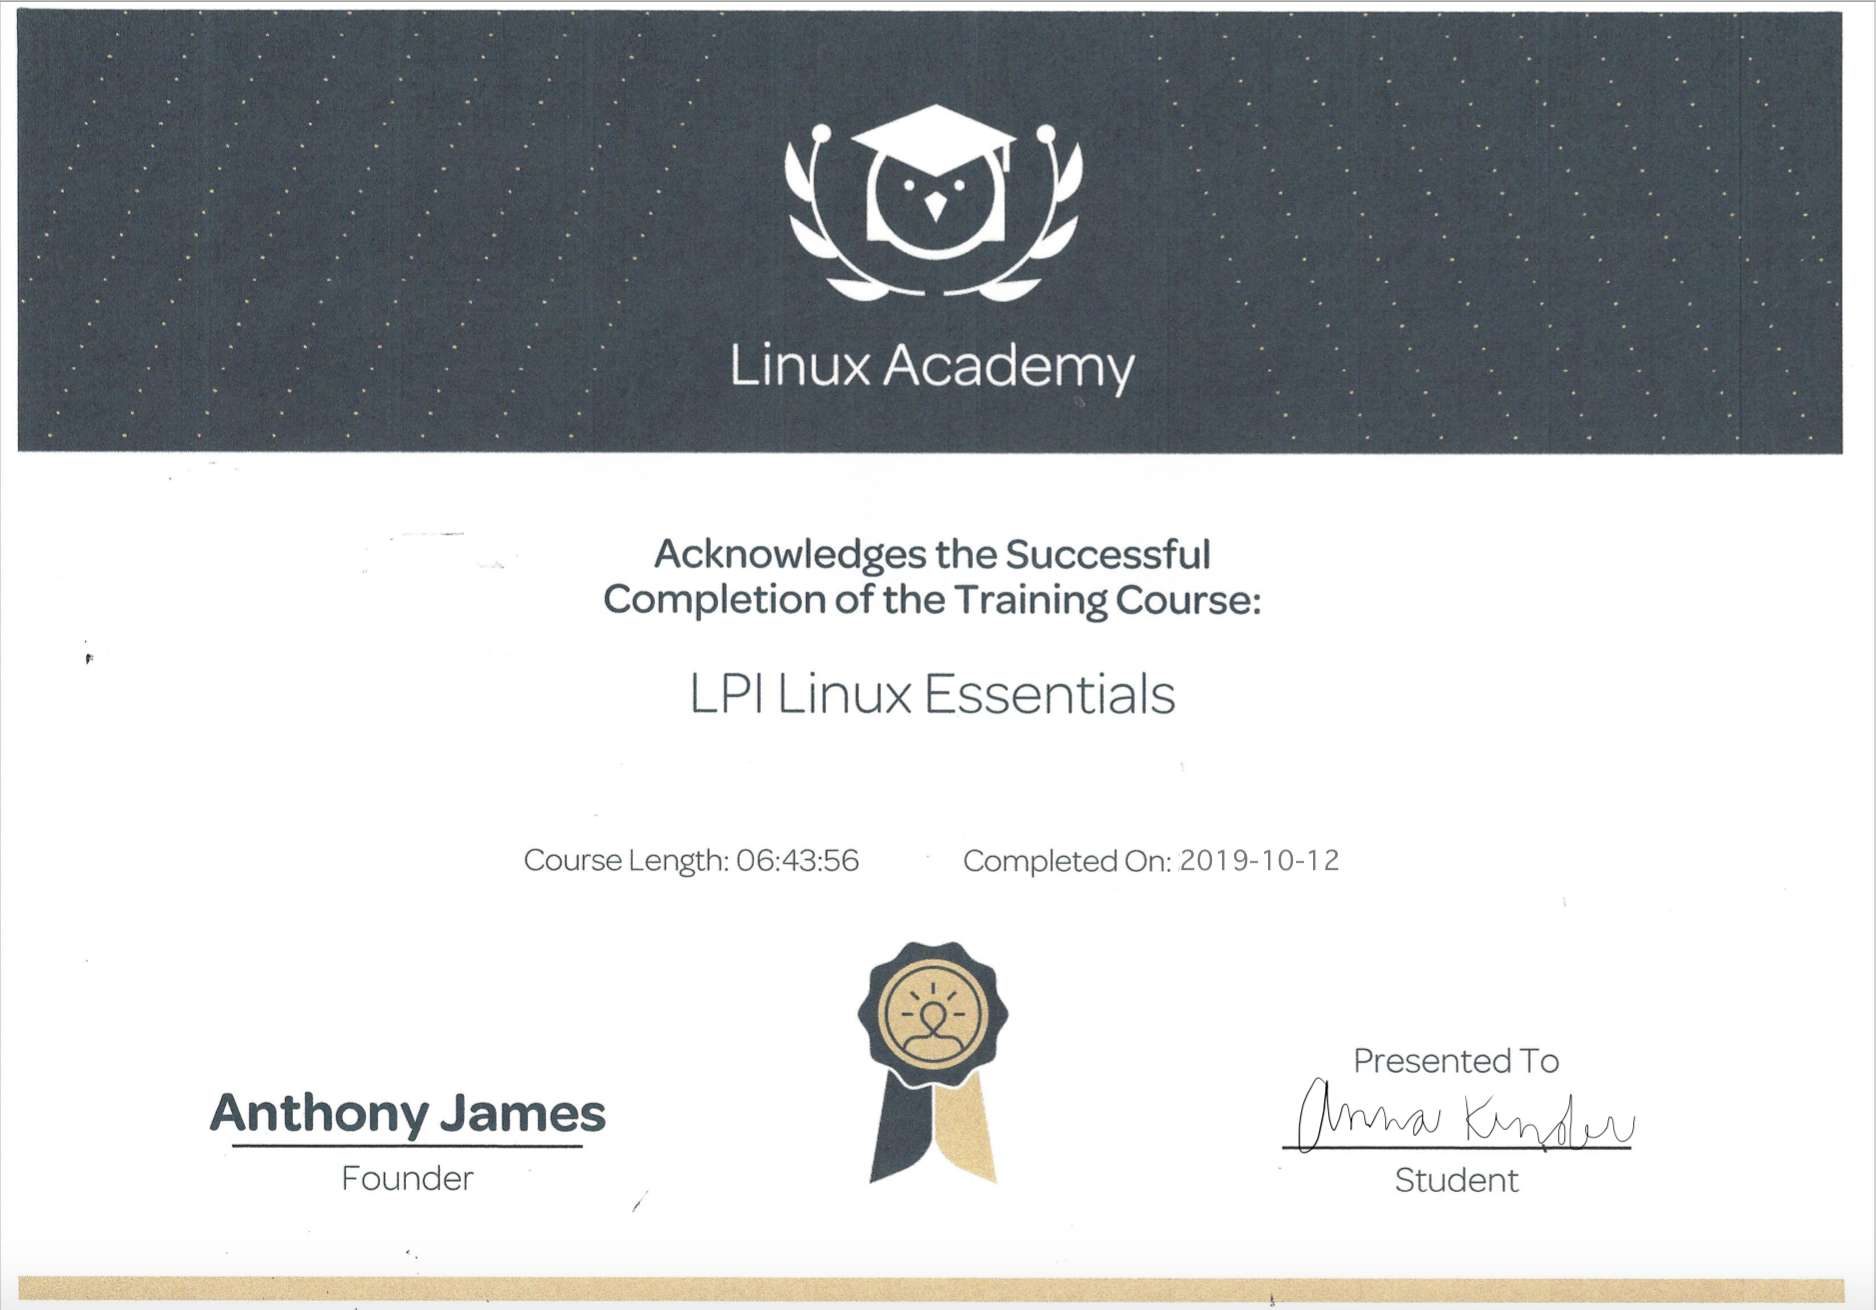 Linux Academy
Acknowledges the Successful
Completion of the Training Course:
LPI Linux Essentials
Course Length: 06:43:56 Completed On: 2019-10-12
Presented To
Anthony James
Anna Kinder
Founder
Student